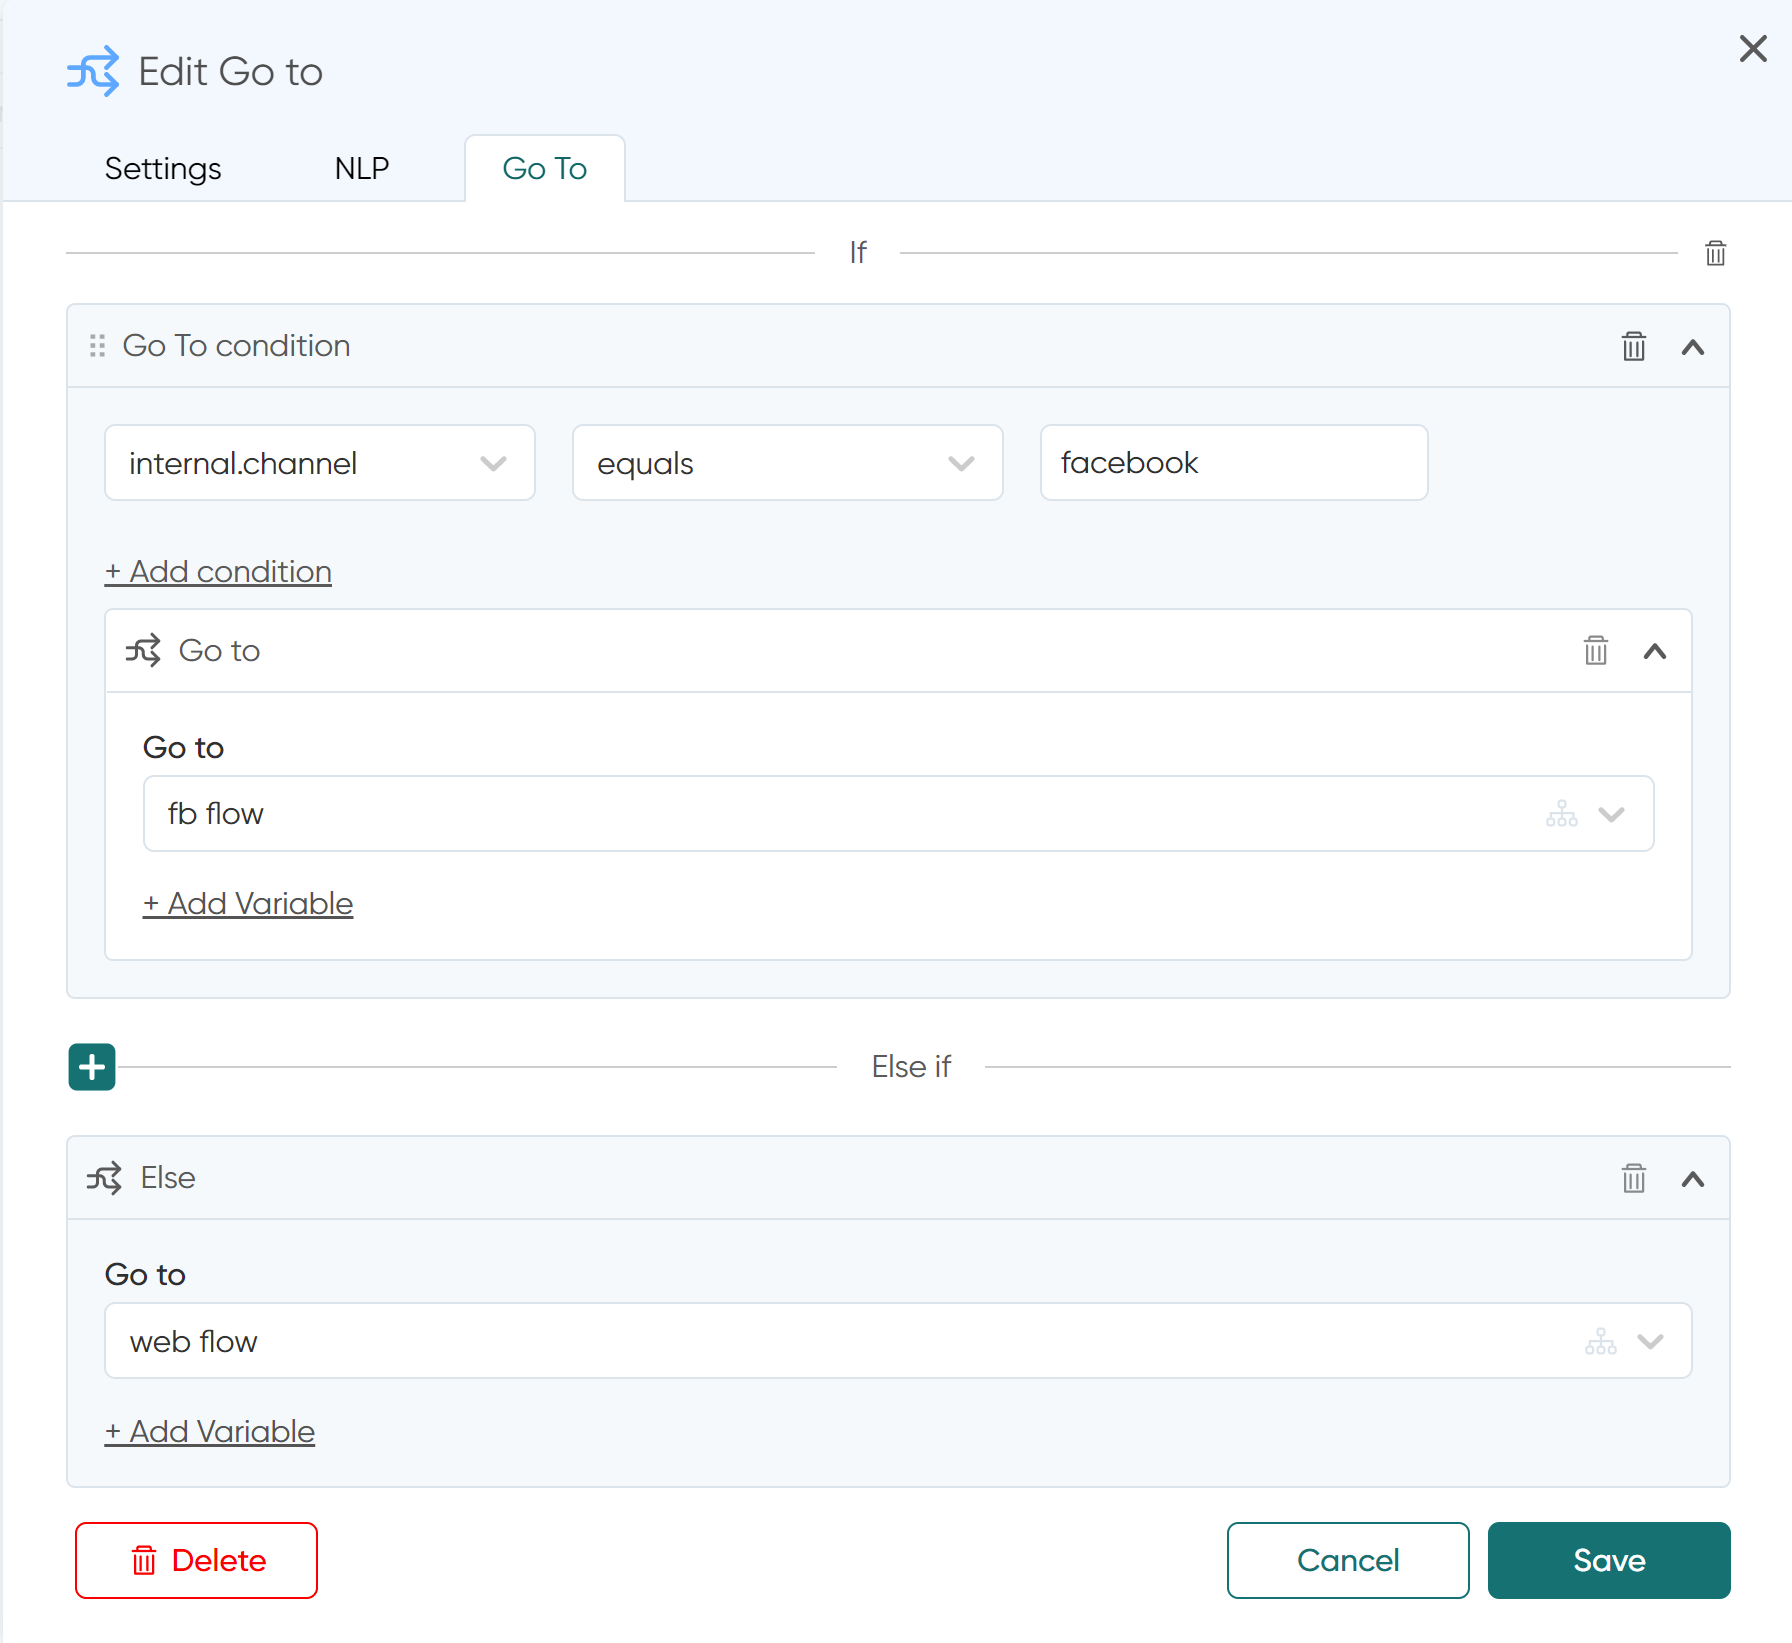 Edit Go to
Settings NLP Go To
If
Go To condition
internal.channel equals facebook
+ Add condition
Go to
Go to
fb flow
+ Add Variable
Else if
Else
Go to
web flow
+ Add Variable
Delete Cancel Save